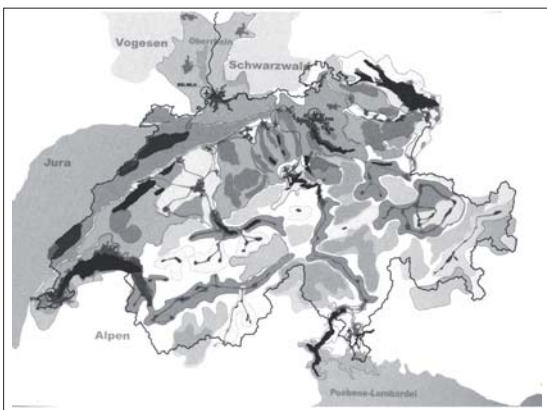 Vogesen
Oberrhein
Schwarzwald
Jura
Alpen
Poebene-Lombardei